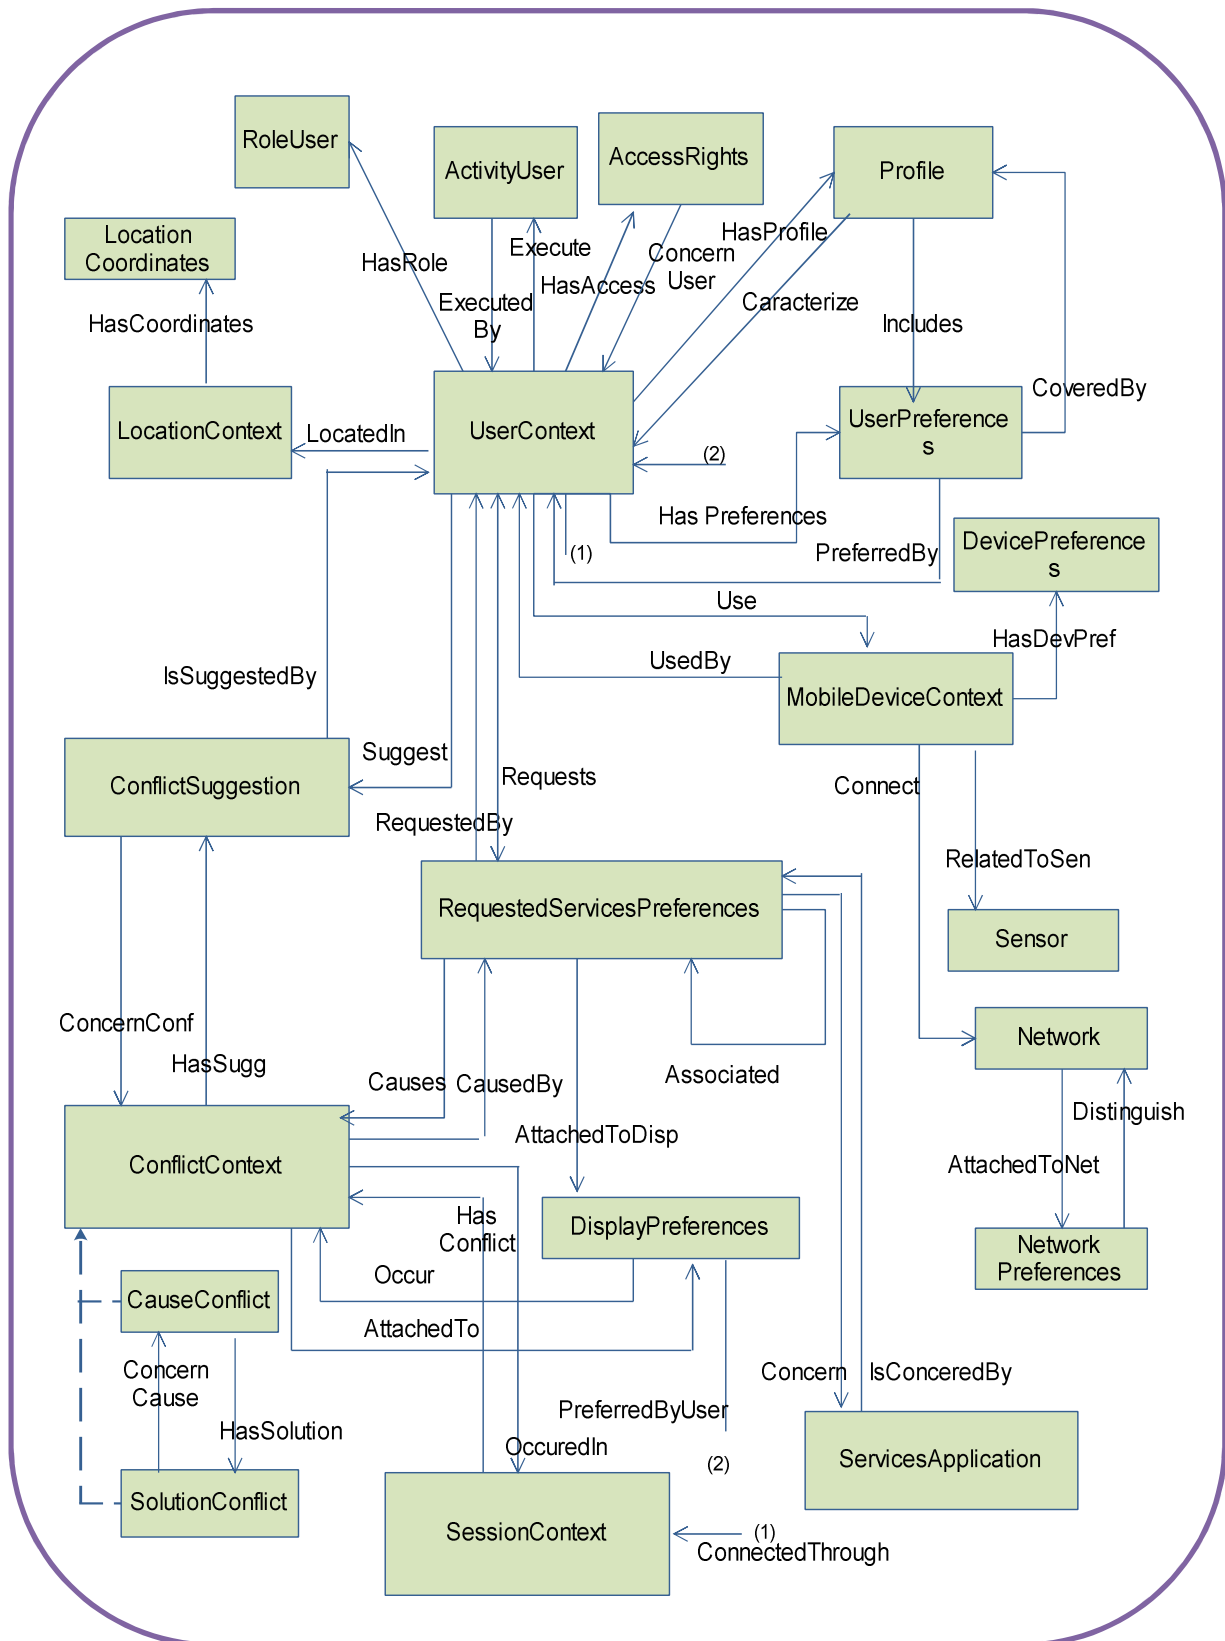 RoleUser
ActivityUser
AccessRights
Profile
Location
Coordinates
HasRole
Execute
Executed
By
HasAccess
Concern
User
HasProfile
Caracterize
Includes
HasCoordinates
CoveredBy
LocationContext
LocatedIn
UserContext
UserPreference
s
(2)
Has Preferences
(1)
PreferredBy
DevicePreference
s
Use
HasDevPref
UsedBy
MobileDeviceContext
IsSuggestedBy
Suggest
ConflictSuggestion
Requests
RequestedBy
Connect
RelatedToSen
RequestedServicesPreferences
Sensor
ConcernConf
HasSugg
Causes
CausedBy
Associated
Network
Distinguish
AttachedToDisp
AttachedToNet
ConflictContext
Has
Conflict
DisplayPreferences
Network
Preferences
Occur
CauseConflict
AttachedTo
Concern
Cause
HasSolution
PreferredByUser
Concern
IsConceredBy
OccuredIn
(2)
ServicesApplication
SolutionConflict
SessionContext
(1)
ConnectedThrough